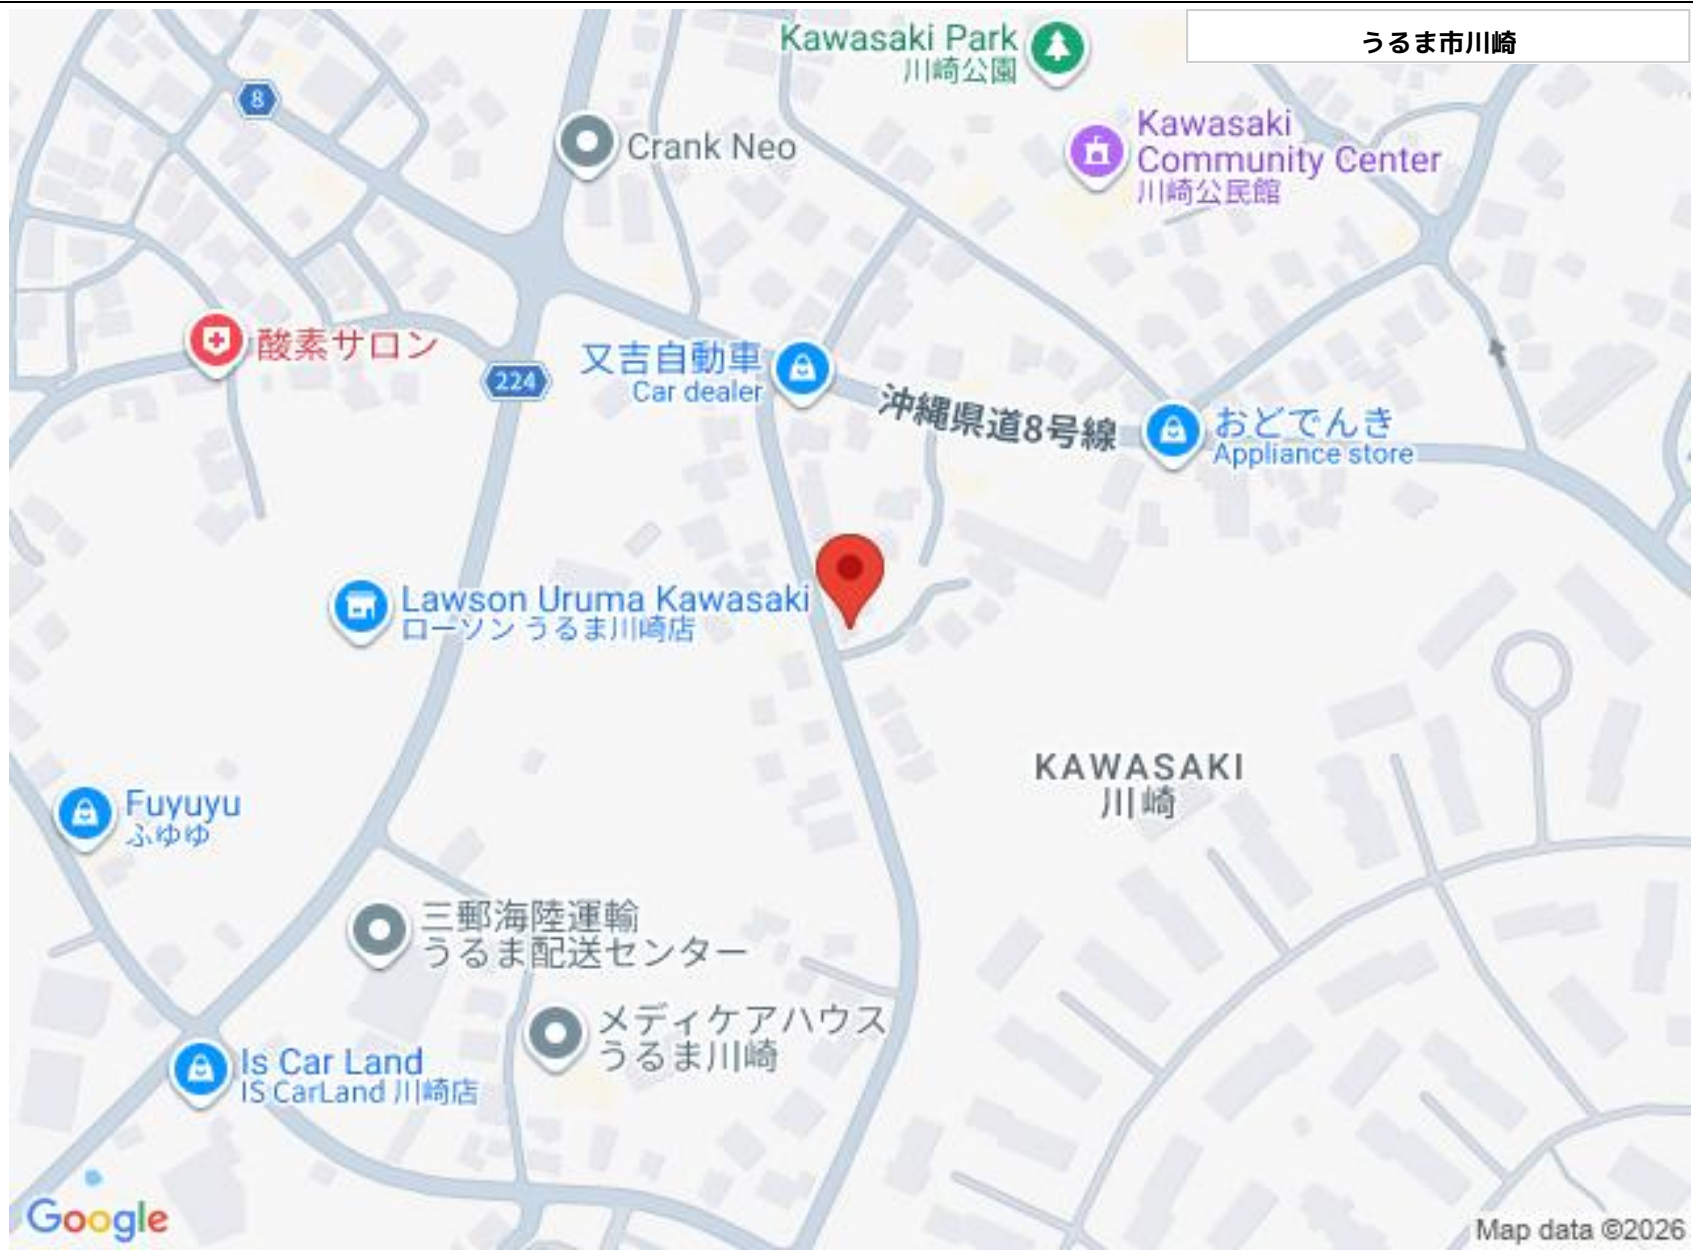 うるま市川崎
Kawasaki Park
川崎公園
8
Kawasaki
Community Center
川崎公民館
Crank Neo
酸素サロン
224
又吉自動車
Car dealer
沖縄県道8号線
おどでんき
Appliance store
Lawson Uruma Kawasaki
ローソン うるま川崎店
KAWASAKI
川崎
Fuyuyu
ふゆゆ
三郵海陸運輸
うるま配送センター
メディケアハウス
うるま川崎
Is Car Land
IS CarLand 川崎店
Google
Map data ©2026